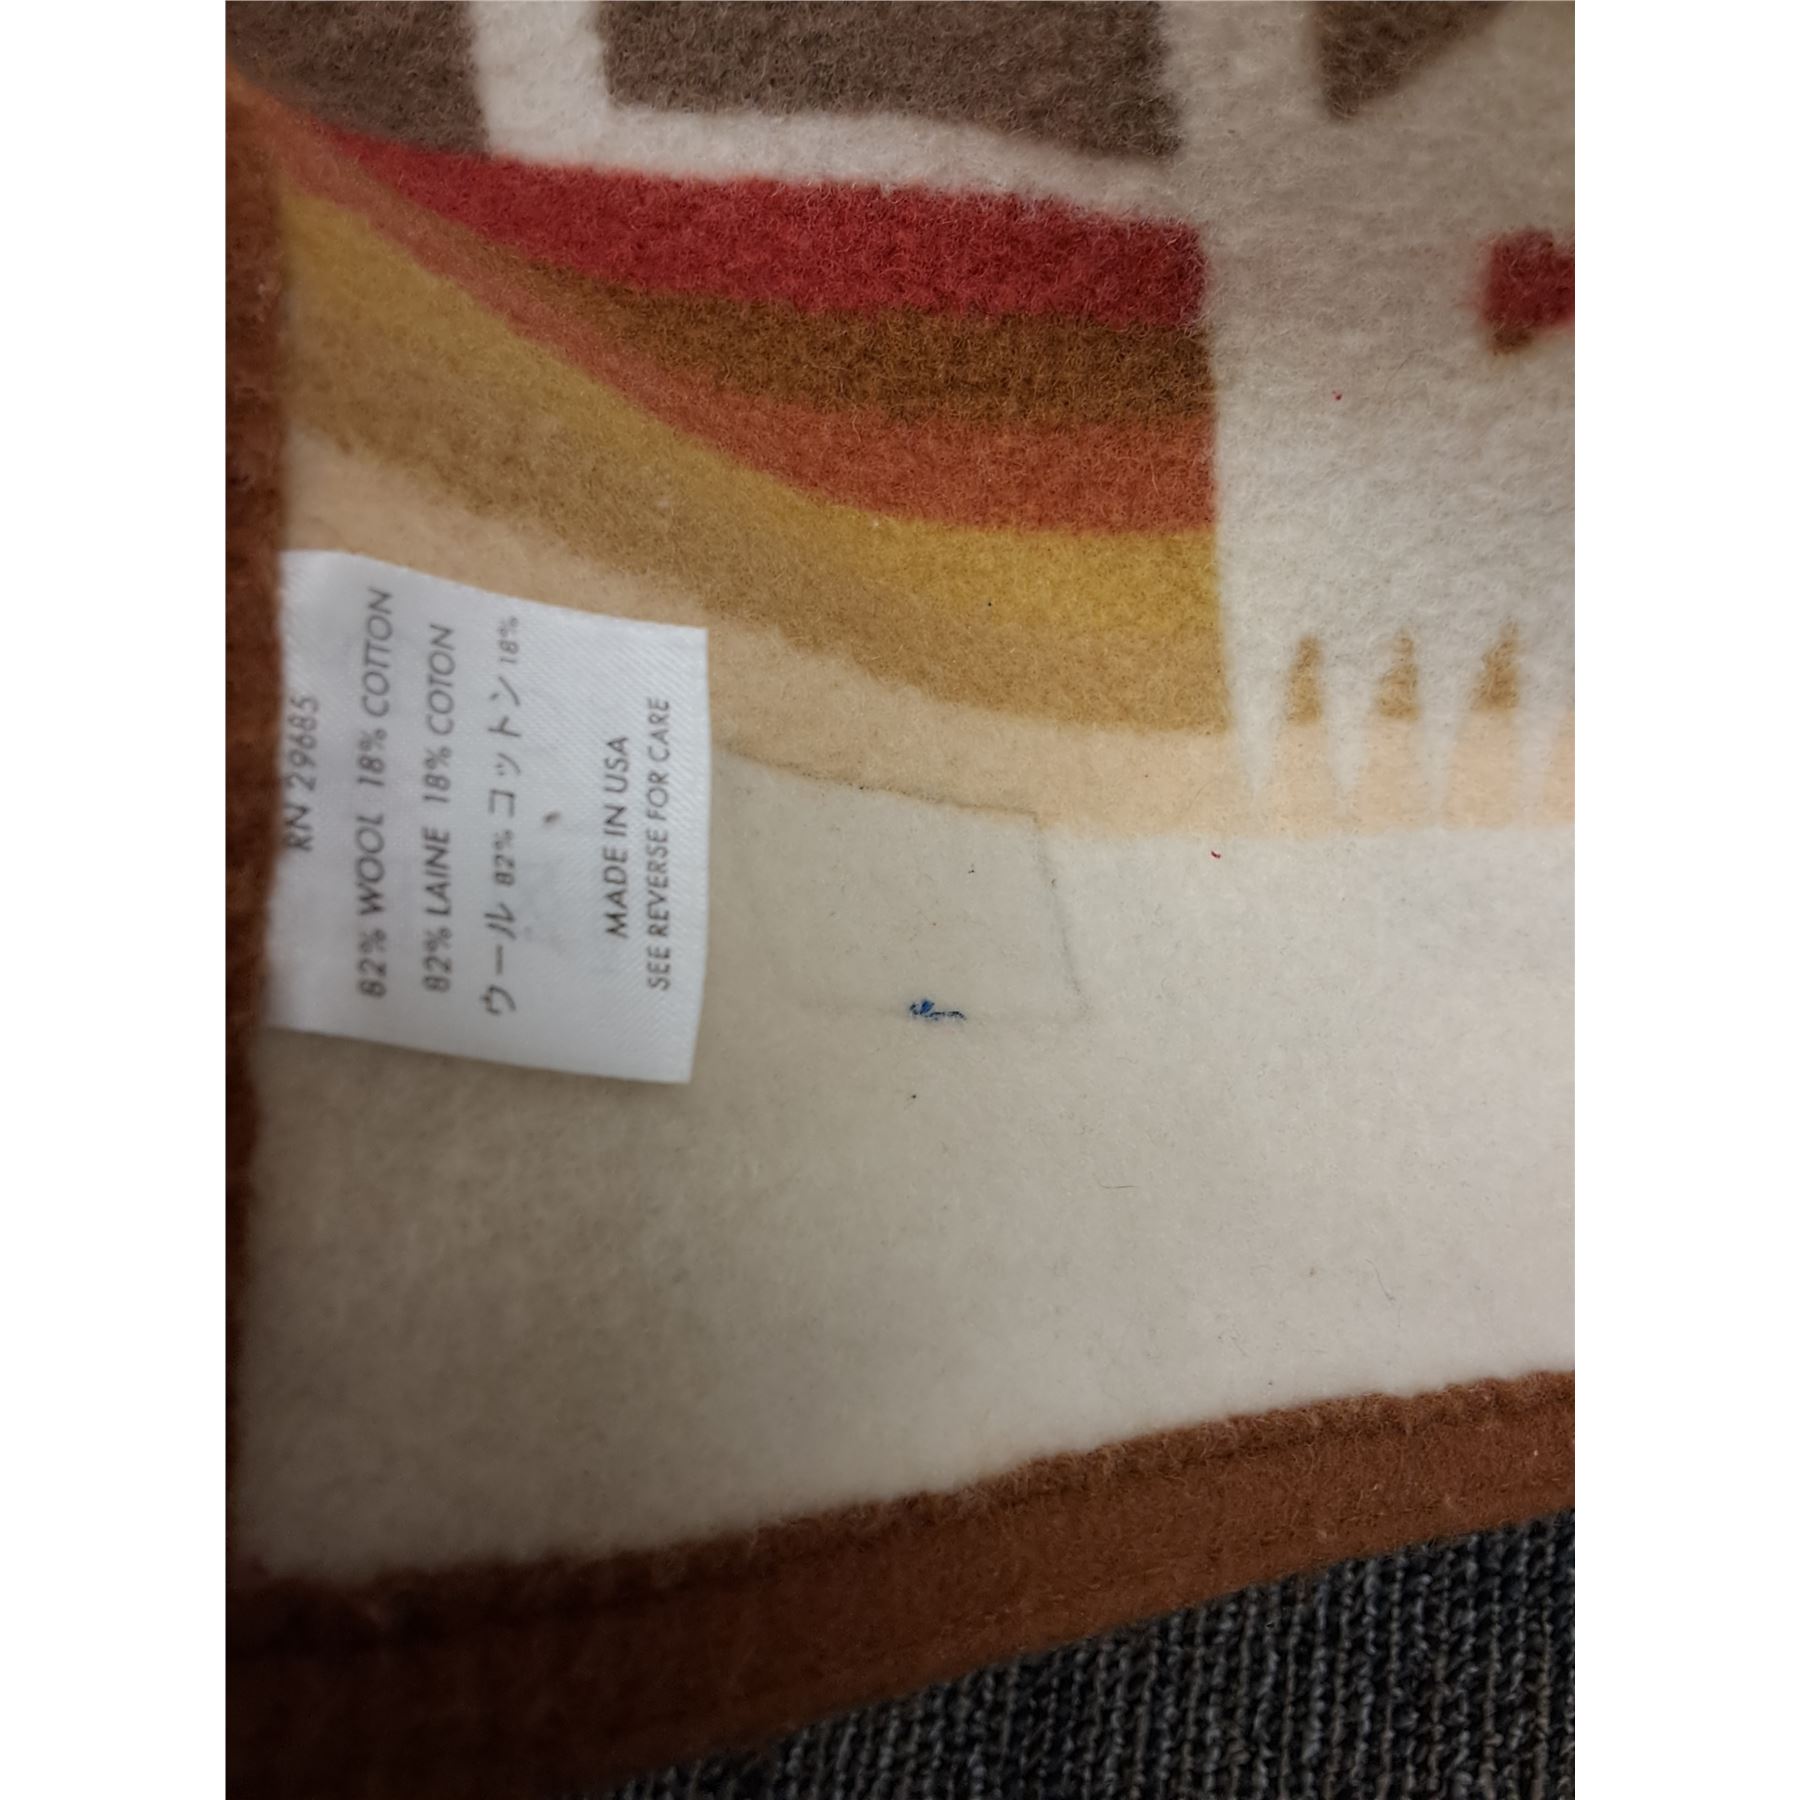 RN 29685
82% WOOL 18% COTTON
82% LAINE 18% COTON
ウール 82% コットン 18%
MADE IN USA
SEE REVERSE FOR CARE